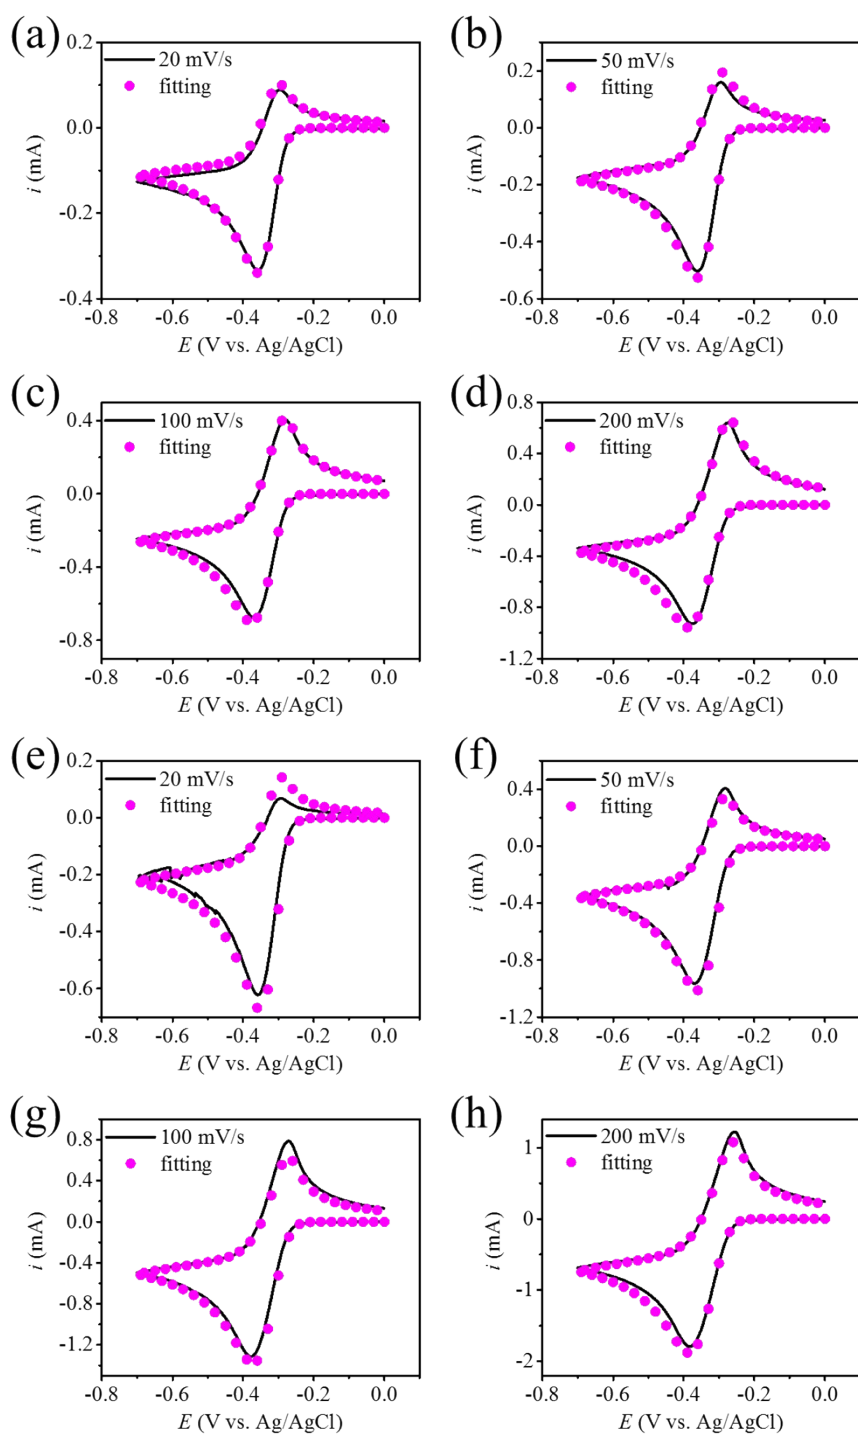 (a)
20 mV/s
fitting
0.2
0.0
-0.2
-0.4
i (mA)
-0.8 -0.6 -0.4 -0.2 0.0
E (V vs. Ag/AgCl)
(b)
50 mV/s
fitting
0.2
0.0
-0.2
-0.4
-0.6
i (mA)
-0.8 -0.6 -0.4 -0.2 0.0
E (V vs. Ag/AgCl)
(c)
100 mV/s
fitting
0.4
0.0
-0.4
-0.8
i (mA)
-0.8 -0.6 -0.4 -0.2 0.0
E (V vs. Ag/AgCl)
(d)
200 mV/s
fitting
0.8
0.4
0.0
-0.4
-0.8
-1.2
i (mA)
-0.8 -0.6 -0.4 -0.2 0.0
E (V vs. Ag/AgCl)
(e)
20 mV/s
fitting
0.2
0.0
-0.2
-0.4
-0.6
i (mA)
-0.8 -0.6 -0.4 -0.2 0.0
E (V vs. Ag/AgCl)
(f)
50 mV/s
fitting
0.4
0.0
-0.4
-0.8
-1.2
i (mA)
-0.8 -0.6 -0.4 -0.2 0.0
E (V vs. Ag/AgCl)
(g)
100 mV/s
fitting
0.8
0.4
0.0
-0.4
-0.8
-1.2
i (mA)
-0.8 -0.6 -0.4 -0.2 0.0
E (V vs. Ag/AgCl)
(h)
200 mV/s
fitting
1
0
-1
-2
i (mA)
-0.8 -0.6 -0.4 -0.2 0.0
E (V vs. Ag/AgCl)